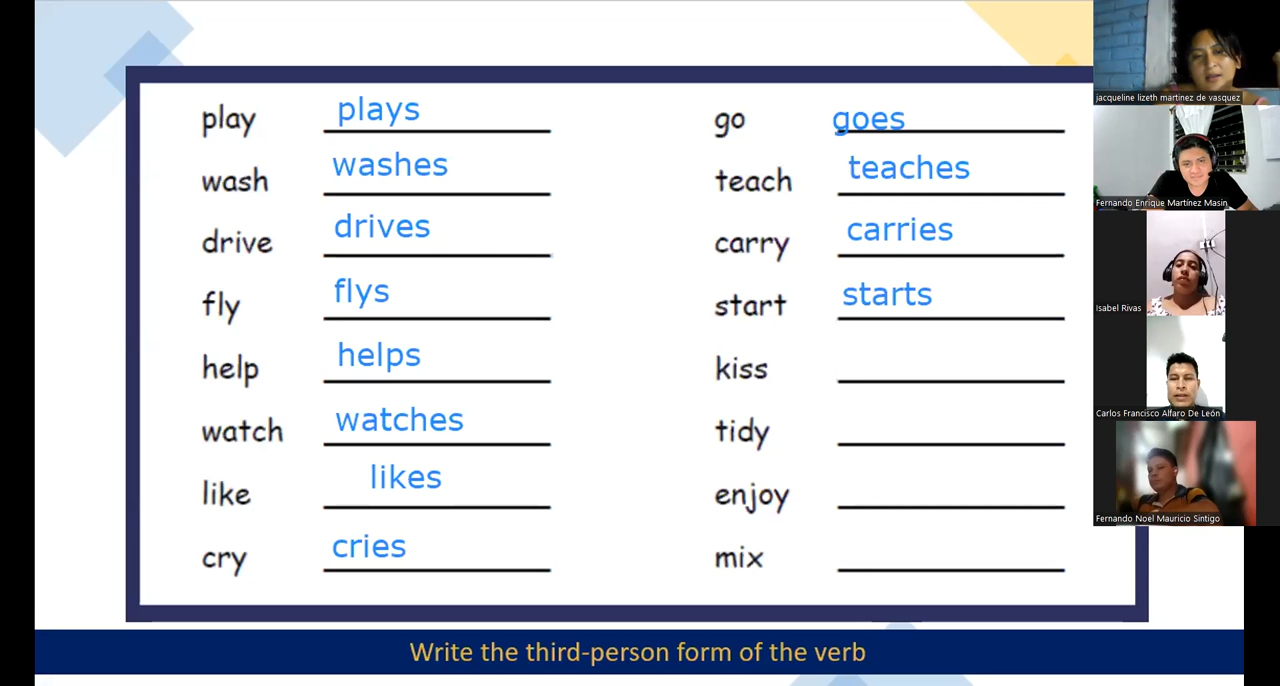 play plays
wash washes
drive drives
fly flys
help helps
watch watches
like likes
cry cries
go goes
teach teaches
carry carries
start starts
kiss
tidy
enjoy
mix
Write the third-person form of the verb
jacqueline lizeth martinez de vasquez
Fernando Enrique Martínez Masin
Isabel Rivas
Carlos Francisco Alfaro De León
Fernando Noel Mauricio Sintigo